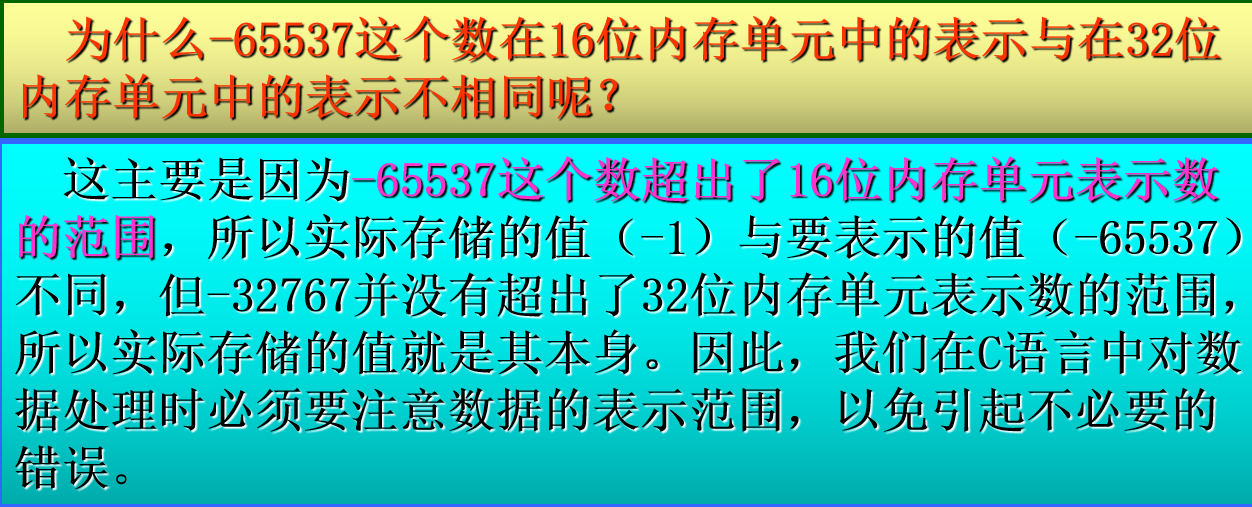 为什么-65537这个数在16位内存单元中的表示与在32位
内存单元中的表示不相同呢？
这主要是因为-65537这个数超出了16位内存单元表示数
的范围，所以实际存储的值（-1）与要表示的值（-65537）
不同，但-32767并没有超出了32位内存单元表示数的范围，
所以实际存储的值就是其本身。因此，我们在C语言中对数
据处理时必须要注意数据的表示范围，以免引起不必要的
错误。